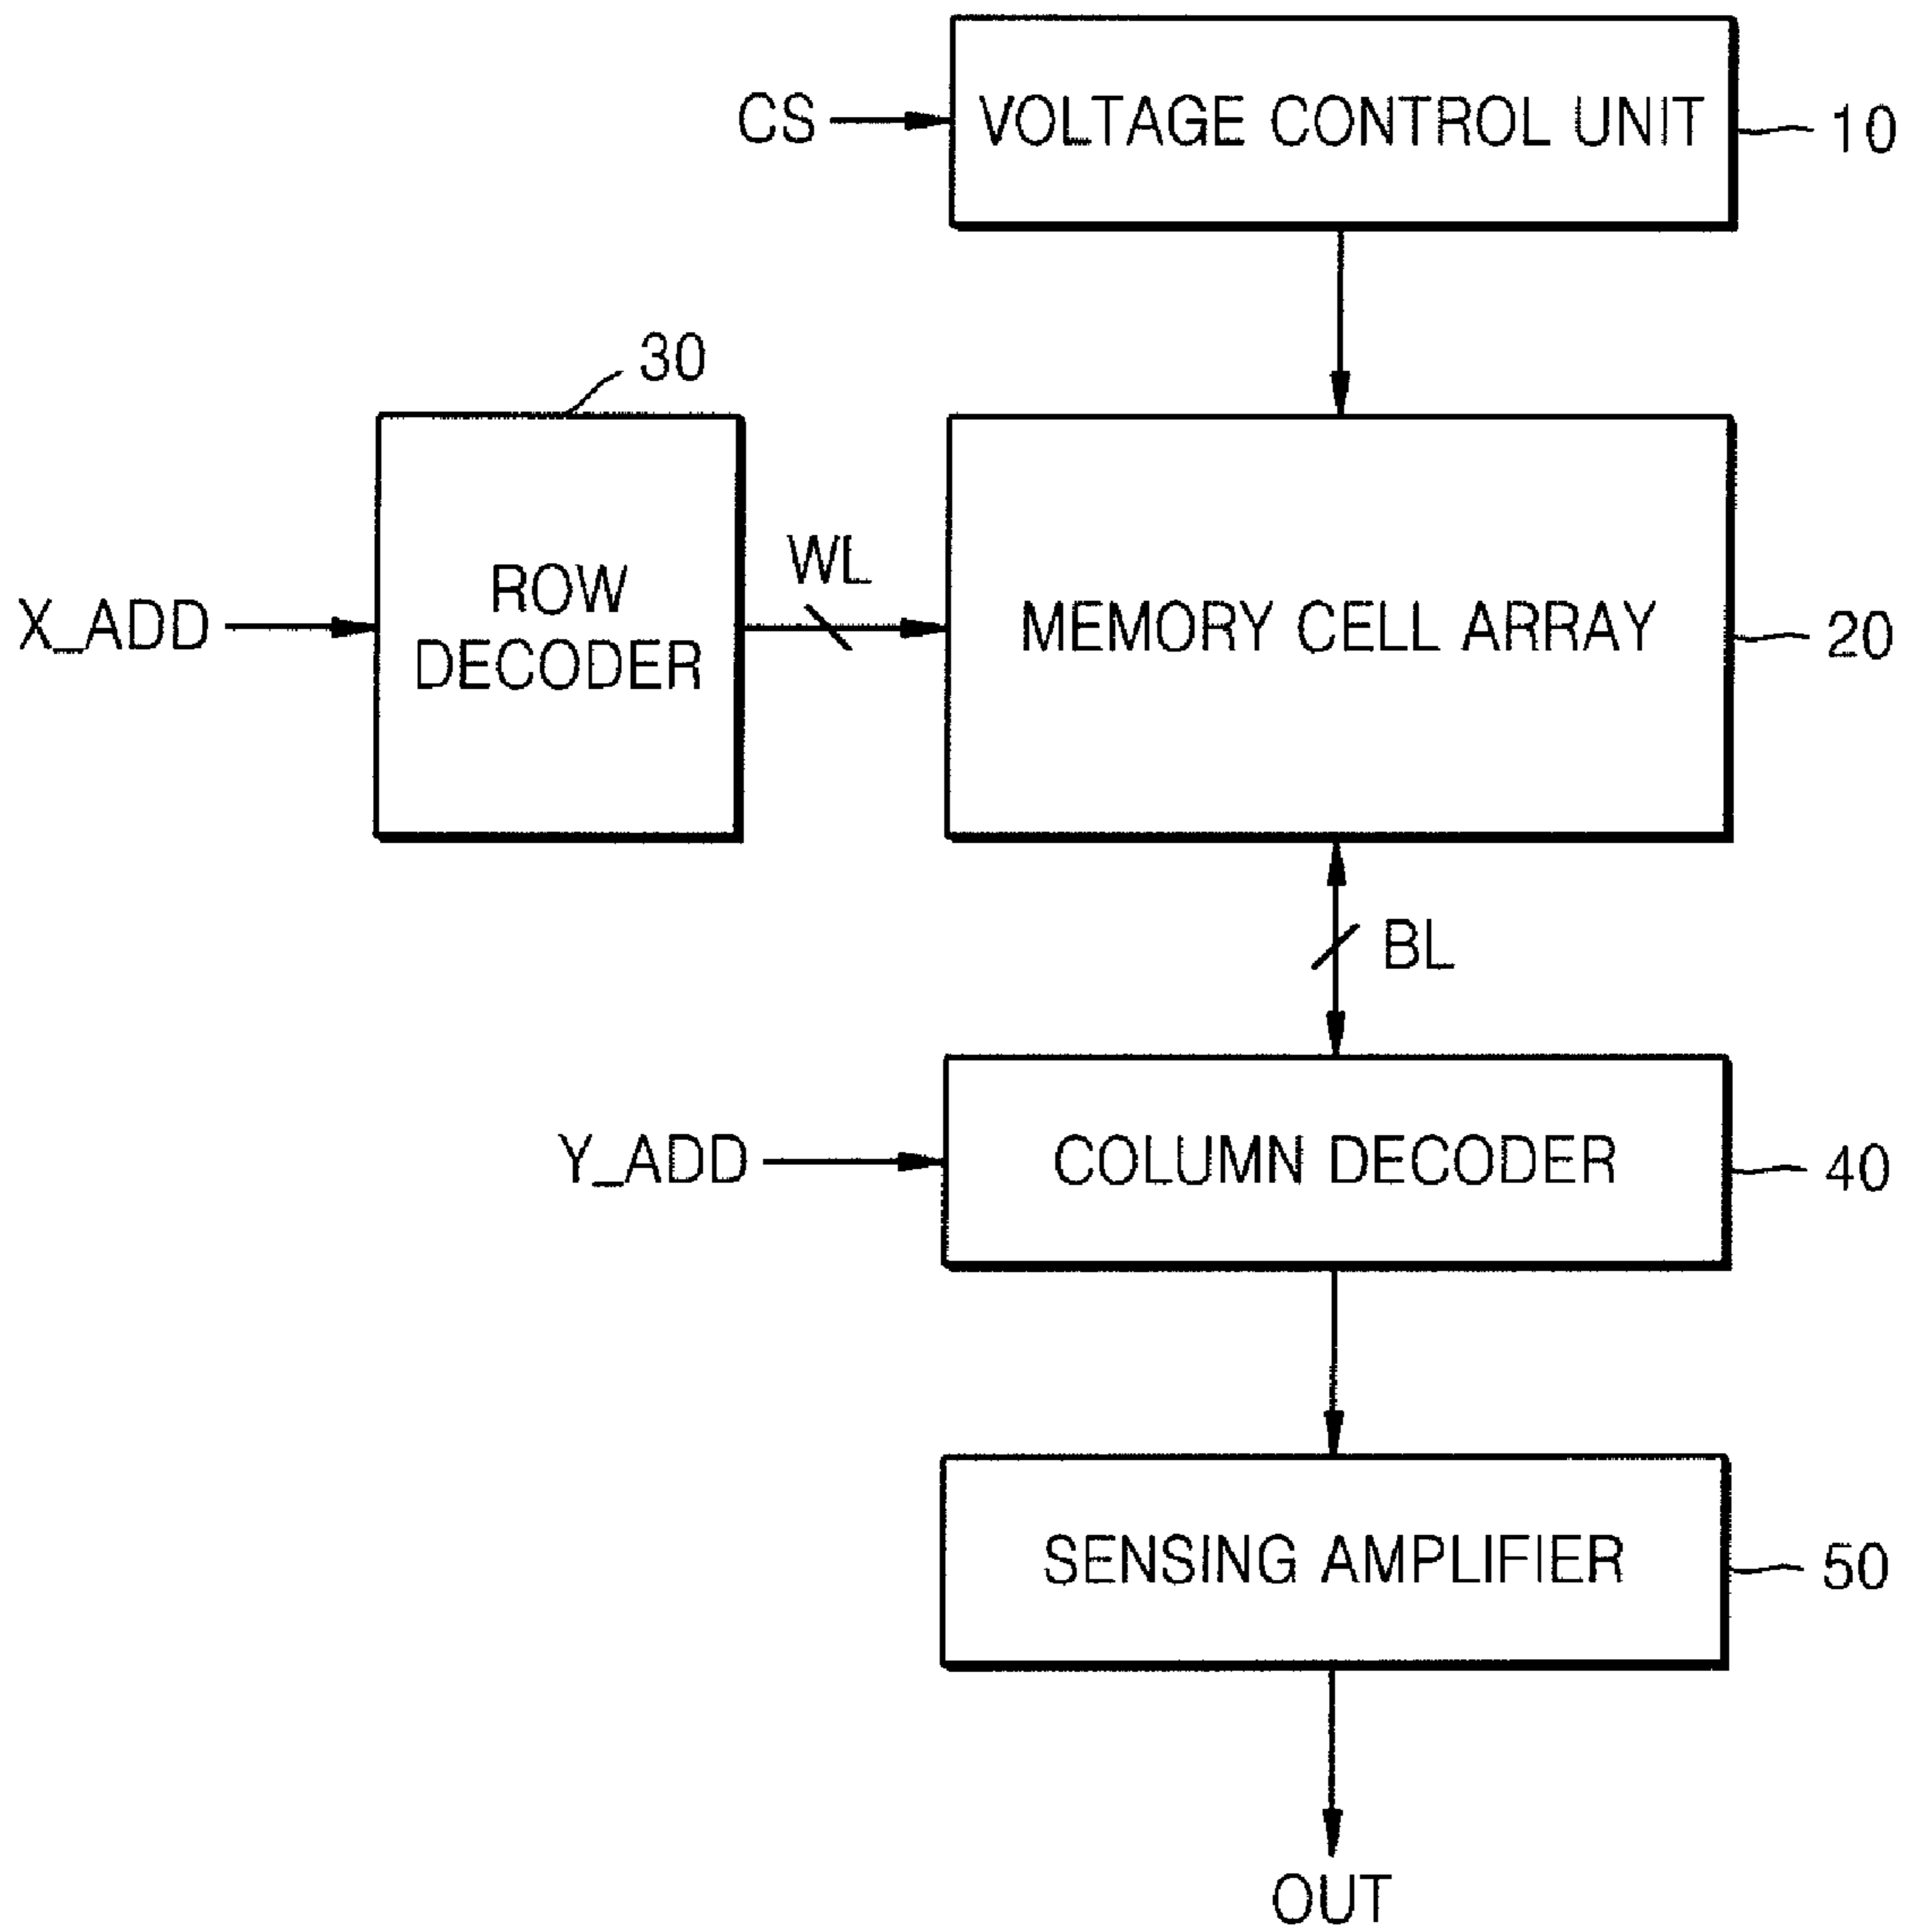 CS
VOLTAGE CONTROL UNIT
10
30
ROW
DECODER
WL
X_ADD
MEMORY CELL ARRAY
20
BL
Y_ADD
COLUMN DECODER
40
SENSING AMPLIFIER
50
OUT